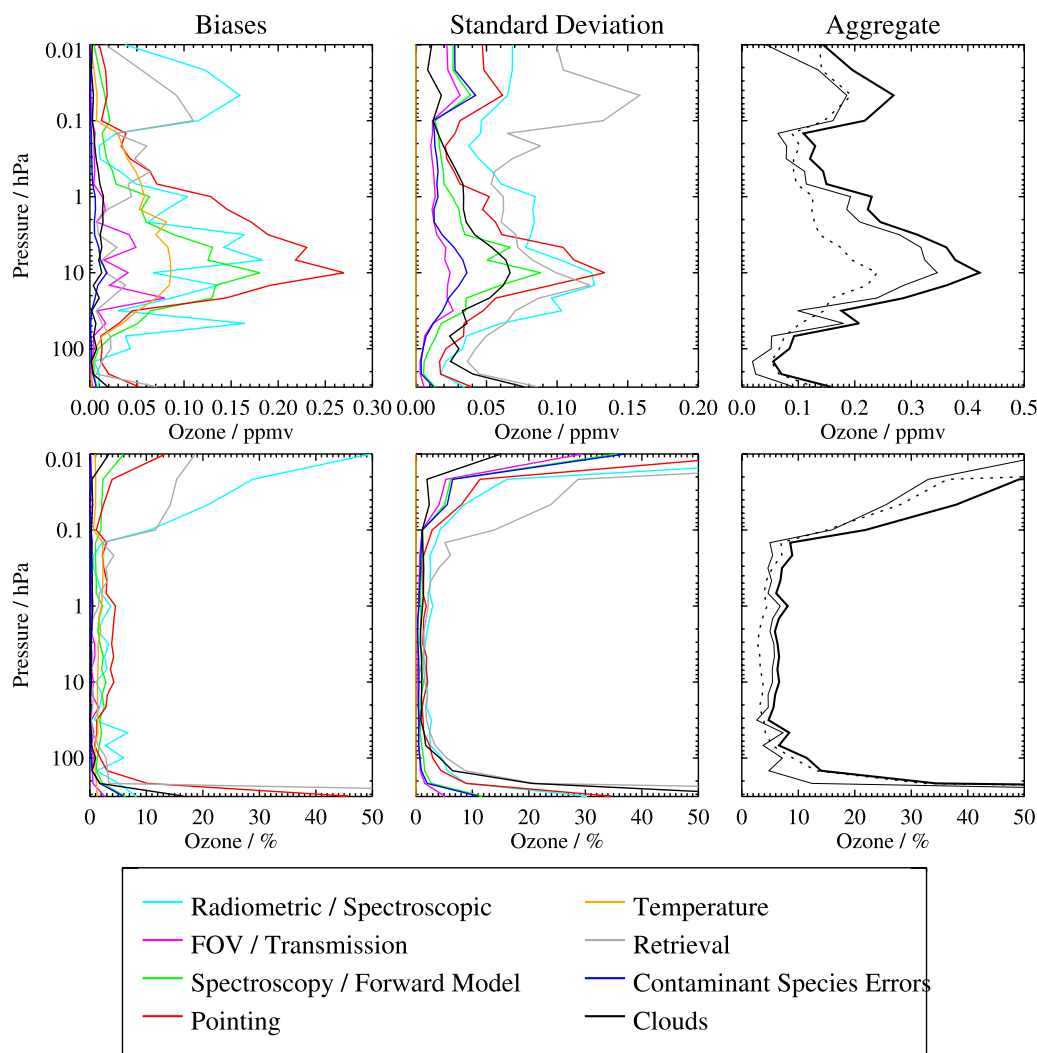 Biases
Standard Deviation
Aggregate
Pressure / hPa
0.01
0.1
1
10
100
0.00 0.05 0.10 0.15 0.20 0.25 0.30
Ozone / ppmv
0.00 0.05 0.10 0.15 0.20
Ozone / ppmv
0.0 0.1 0.2 0.3 0.4 0.5
Ozone / ppmv
Pressure / hPa
0.01
0.1
1
10
100
0 10 20 30 40 50
Ozone / %
0 10 20 30 40 50
Ozone / %
0 10 20 30 40 50
Ozone / %
Radiometric / Spectroscopic
FOV / Transmission
Spectroscopy / Forward Model
Pointing
Temperature
Retrieval
Contaminant Species Errors
Clouds